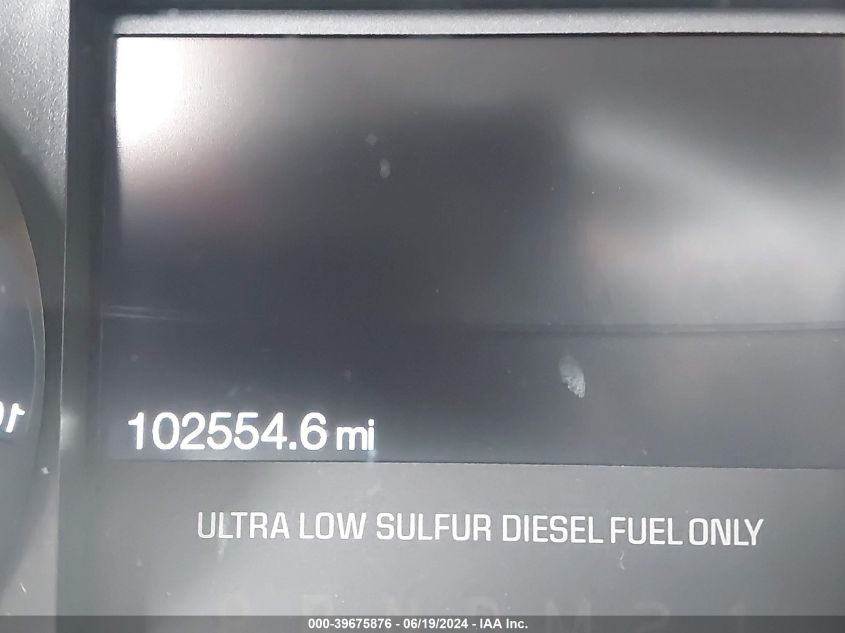 102554.6 mi
ULTRA LOW SULFUR DIESEL FUEL ONLY
000-39675876 - 06/19/2024 - IAA Inc.